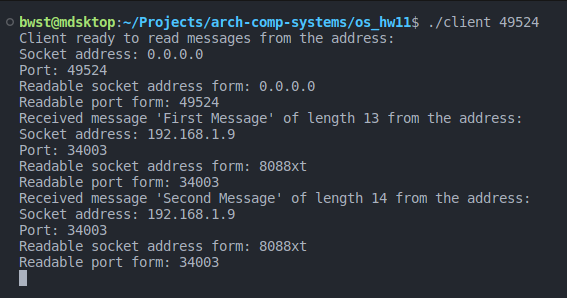 bwst@mdsktop:~/Projects/arch-comp-systems/os_hw11$ ./client 49524
Client ready to read messages from the address:
Socket address: 0.0.0.0
Port: 49524
Readable socket address form: 0.0.0.0
Readable port form: 49524
Received message 'First Message' of length 13 from the address:
Socket address: 192.168.1.9
Port: 34003
Readable socket address form: 8088xt
Readable port form: 34003
Received message 'Second Message' of length 14 from the address:
Socket address: 192.168.1.9
Port: 34003
Readable socket address form: 8088xt
Readable port form: 34003